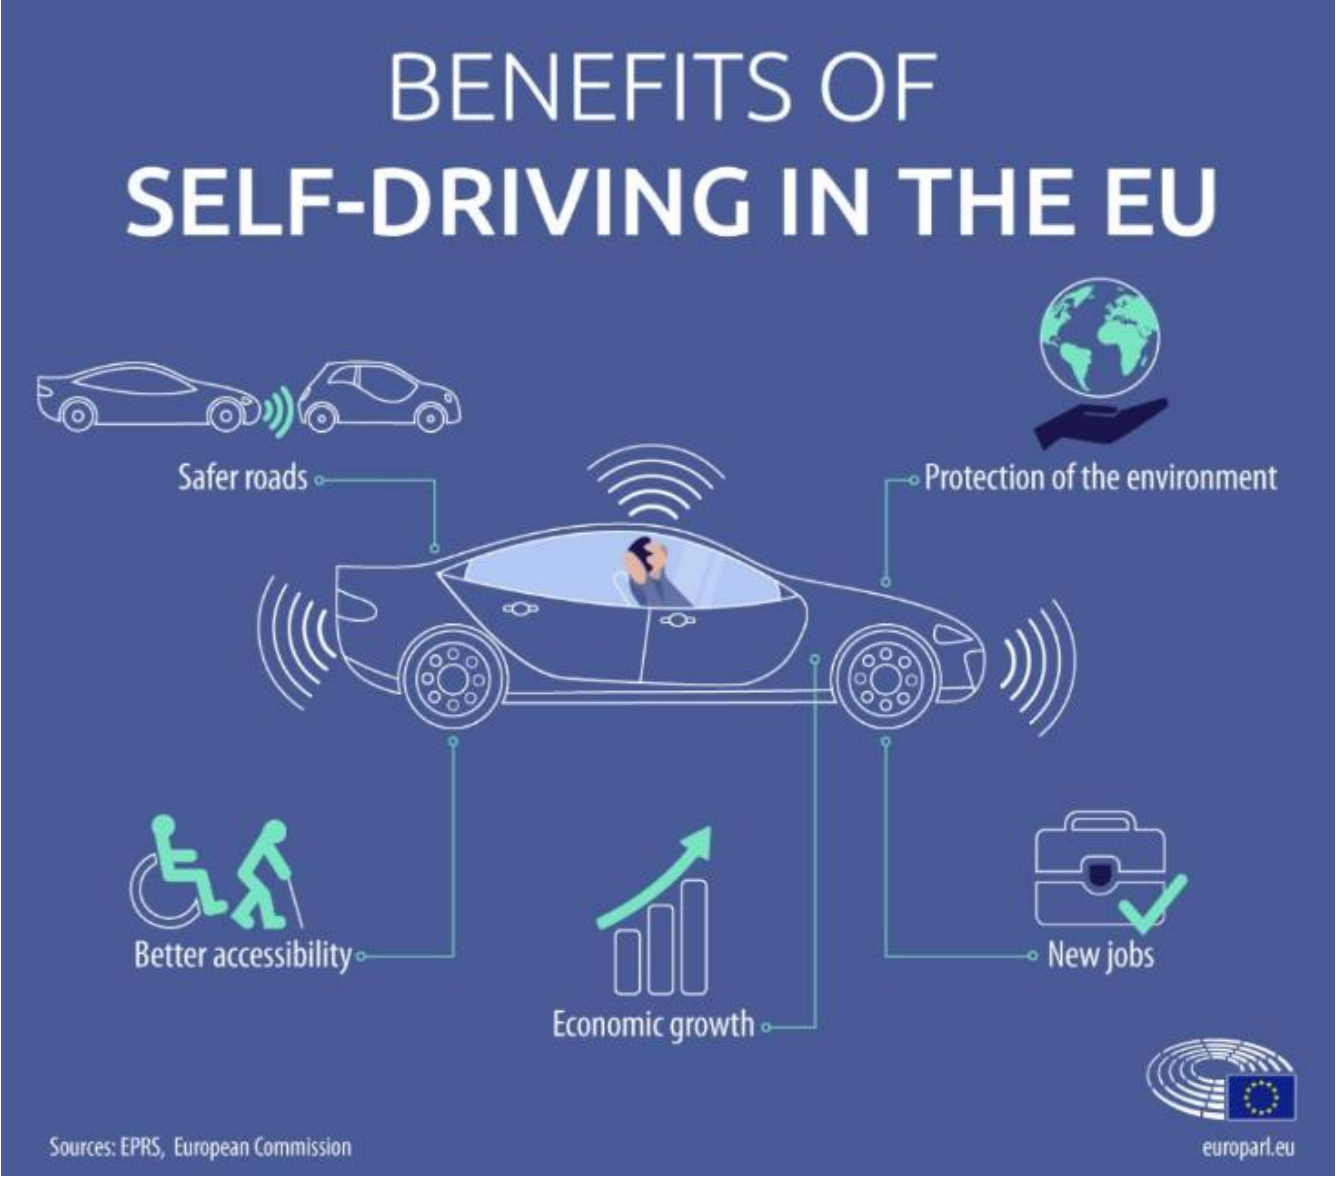 BENEFITS OF
SELF-DRIVING IN THE EU
Safer roads
Protection of the environment
Better accessibility
Economic growth
New jobs
Sources: EPRS, European Commission
europarl.eu